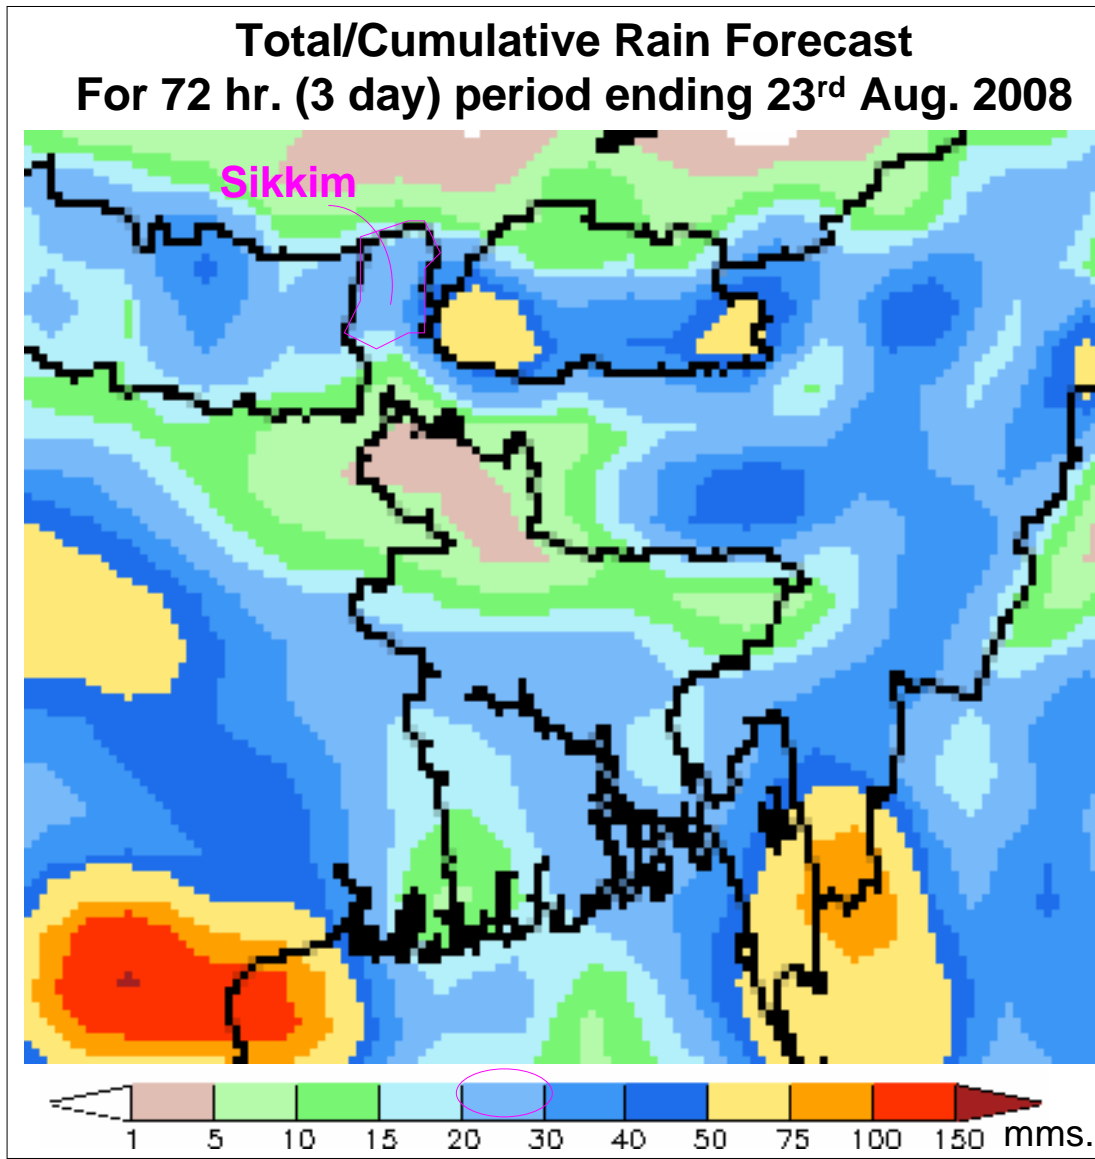 Total/Cumulative Rain Forecast
For 72 hr. (3 day) period ending 23rd Aug. 2008
Sikkim
1 5 10 15 20 30 40 50 75 100 150 mms.